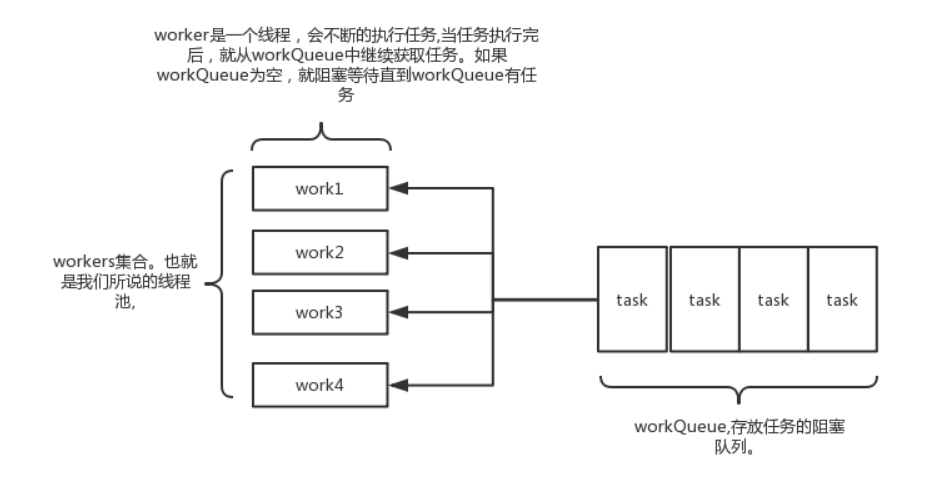 worker是一个线程，会不断的执行任务,当任务执行完
后，就从workQueue中继续获取任务。如果
workQueue为空，就阻塞等待直到workQueue有任
务
work1
work2
work3
work4
workers集合。也就
是我们所说的线程
池,
task
task
task
task
workQueue,存放任务的阻塞
队列。